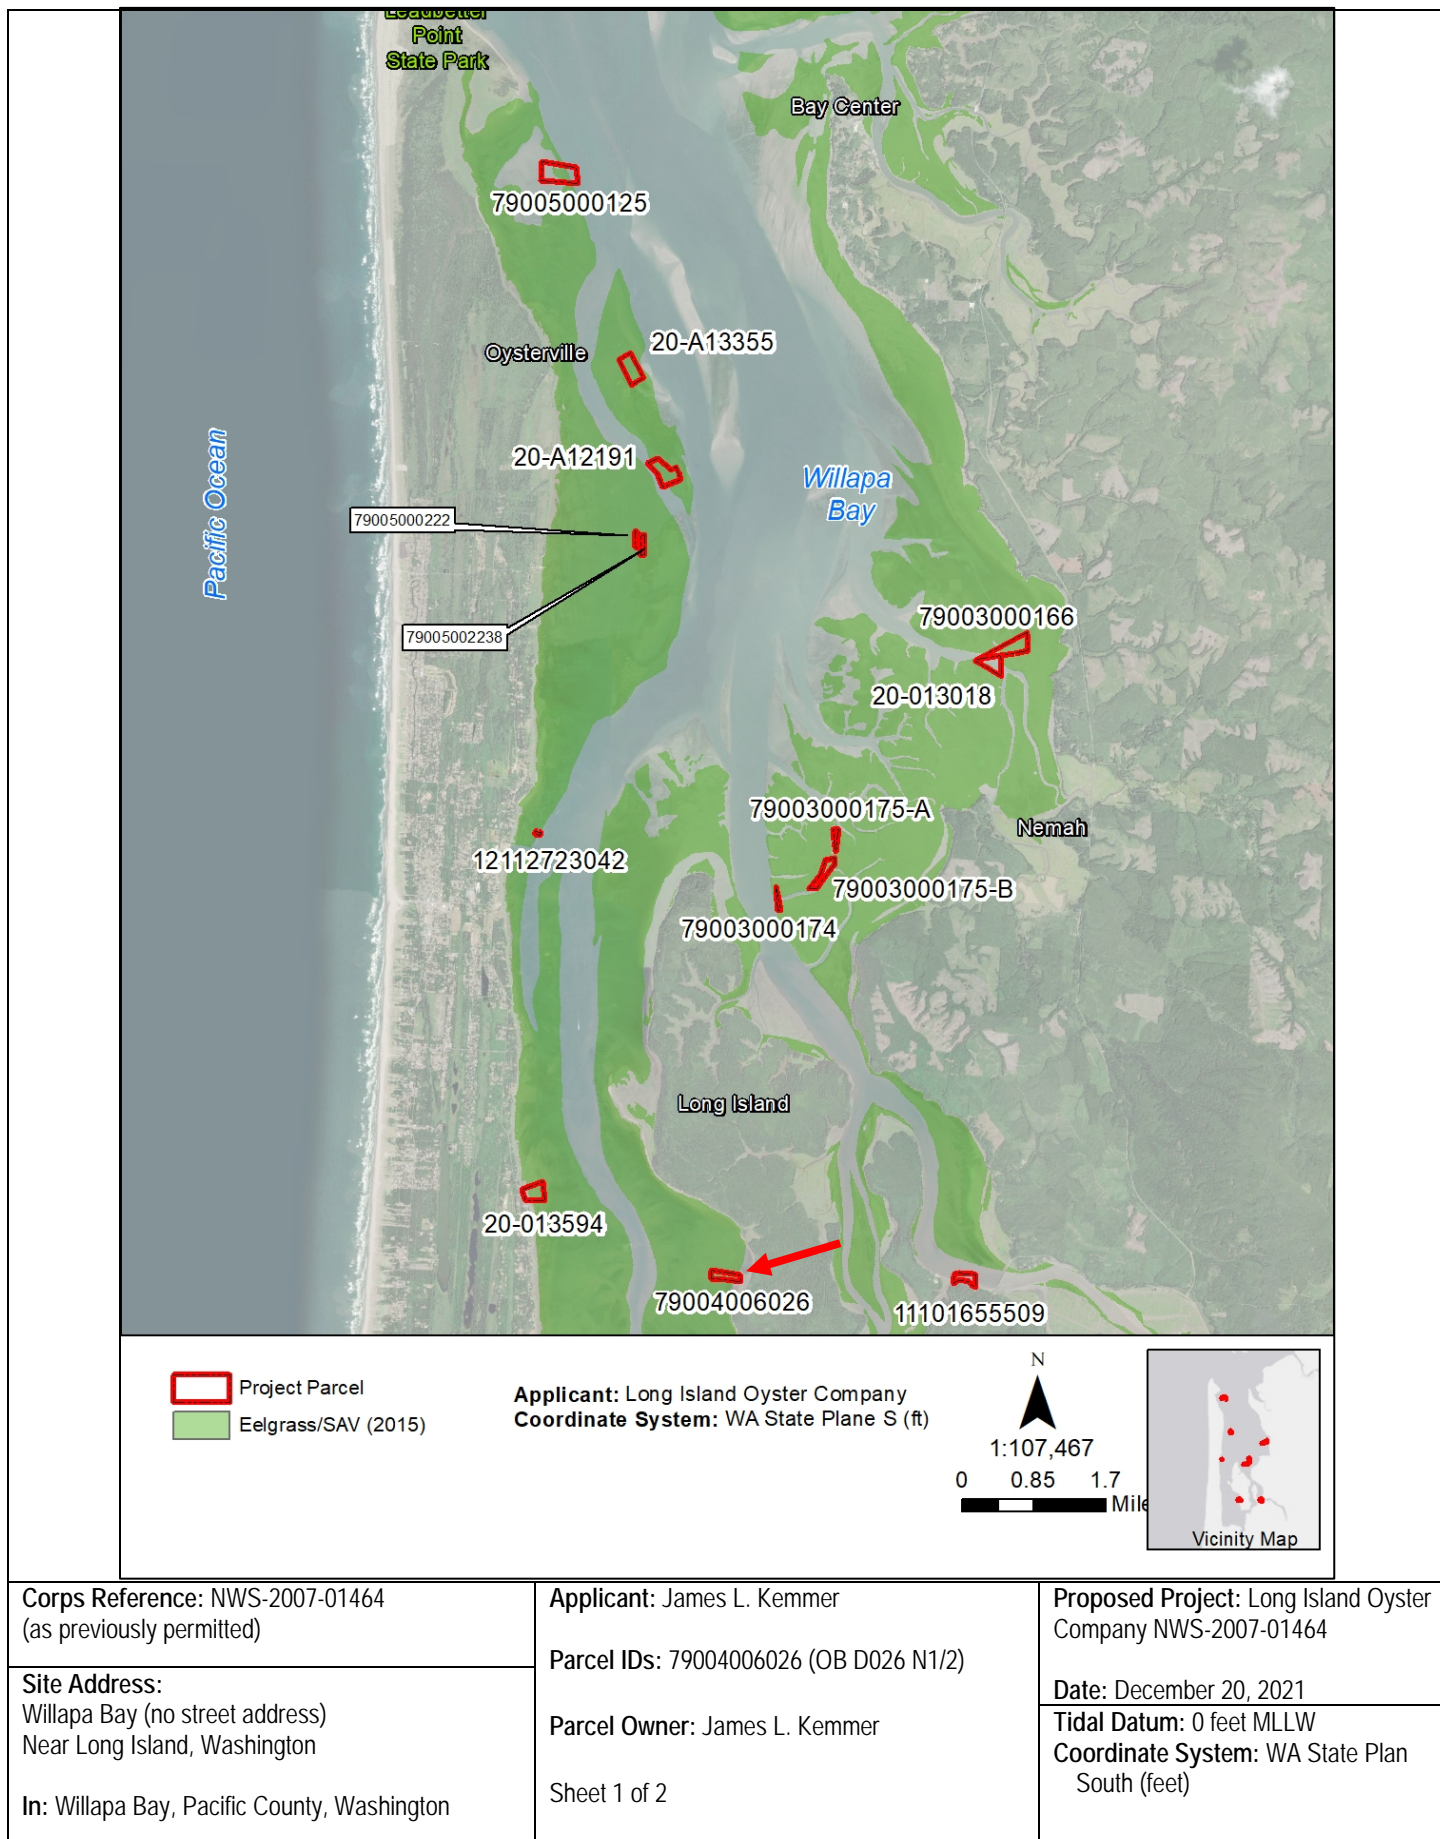 Leadbetter
Point
State Park
Bay Center
79005000125
20-A13355
Oysterville
20-A12191
Willapa
Bay
Pacific Ocean
79005000222
79005002238
79003000166
20-013018
79003000175-A
Nemah
12112723042
79003000175-B
79003000174
Long Island
20-013594
79004006026
11101655509
Project Parcel
Eelgrass/SAV (2015)
Applicant: Long Island Oyster Company
Coordinate System: WA State Plane S (ft)
N
1:107,467
0 0.85 1.7
Mile
Vicinity Map
Corps Reference: NWS-2007-01464
(as previously permitted)
Site Address:
Willapa Bay (no street address)
Near Long Island, Washington
In: Willapa Bay, Pacific County, Washington
Applicant: James L. Kemmer
Parcel IDs: 79004006026 (OB D026 N1/2)
Parcel Owner: James L. Kemmer
Sheet 1 of 2
Proposed Project: Long Island Oyster
Company NWS-2007-01464
Date: December 20, 2021
Tidal Datum: 0 feet MLLW
Coordinate System: WA State Plan
South (feet)